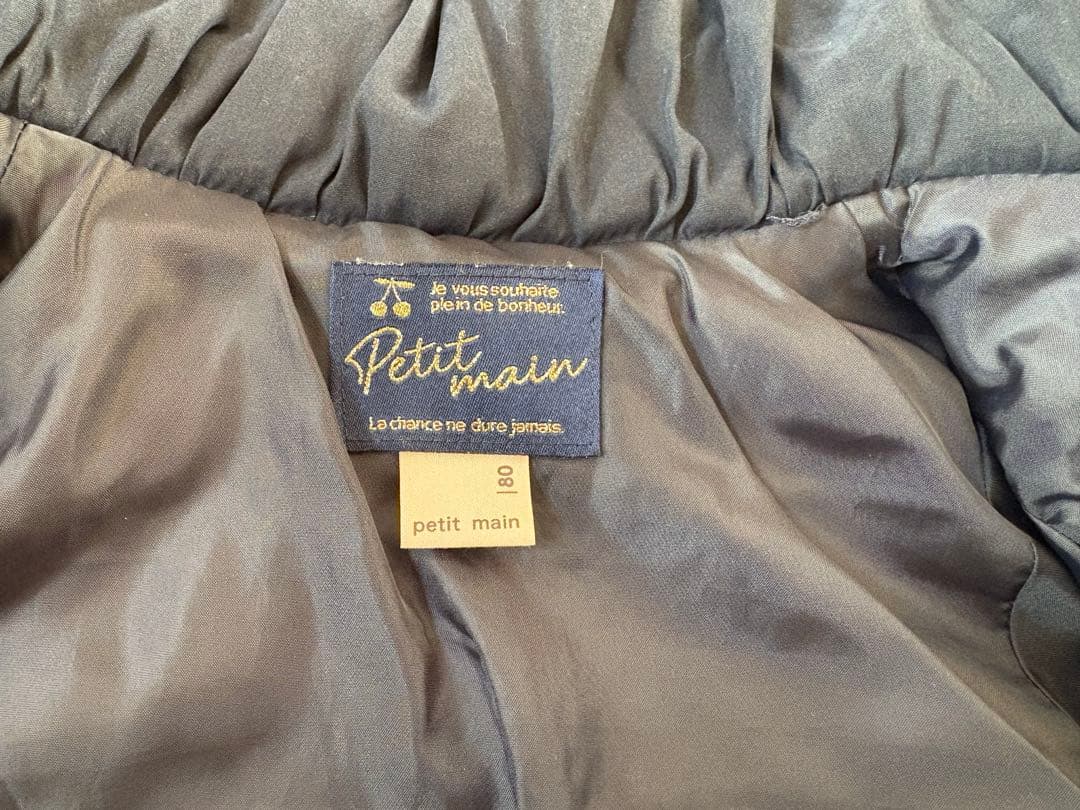 Je vous souhaite
plein de bonheur.
Petit
main
La chance ne dure jamais.
80
petit main